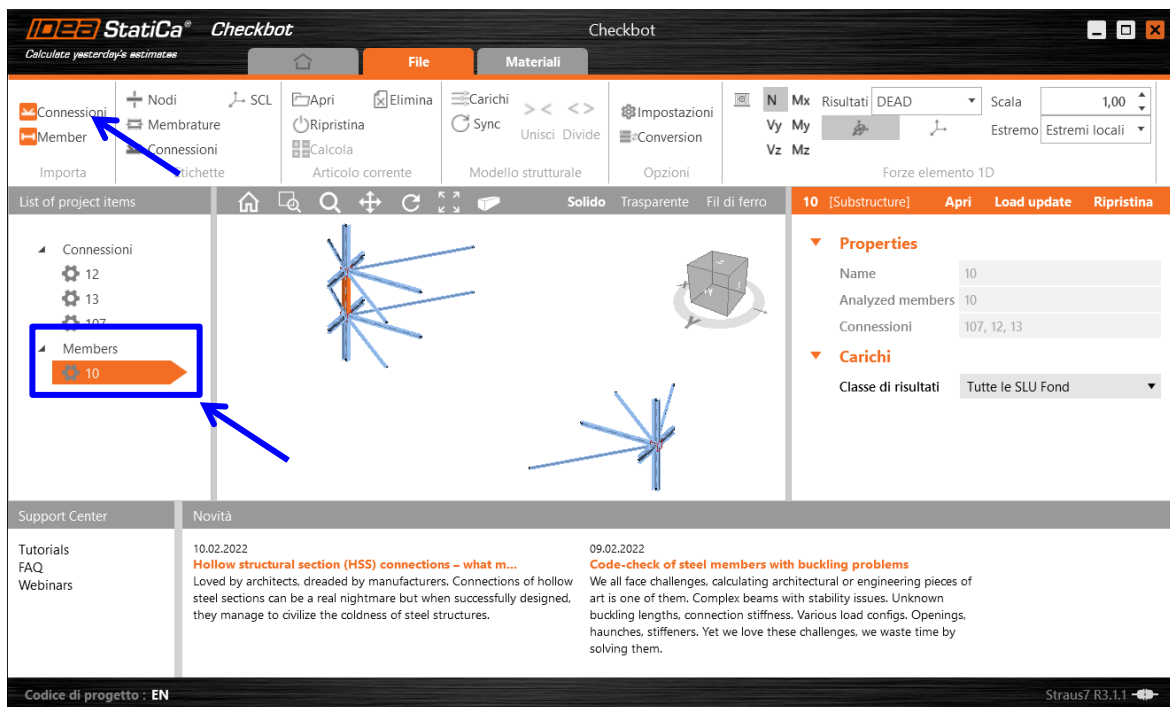 IDEA StatiCa® Checkbot
Checkbot
Calculate yesterday's estimates
File
Materiali
Connessioni
Member
Importa
Nodi
Membrature
Connessioni
SCL
Etichette
Apri
Ripristina
Calcola
Elimina
Articolo corrente
Carichi
Sync
Unisci Divide
Modello strutturale
Impostazioni
Conversion
Opzioni
N Mx
Vy My
Vz Mz
Risultati DEAD
Scala 1,00
Estremo Estremi locali
Forze elemento 1D
List of project items
Solido Trasparente Fil di ferro
10 [Substructure] Apri Load update Ripristina
Connessioni
12
13
107
Members
10
Properties
Name 10
Analyzed members 10
Connessioni 107, 12, 13
Carichi
Classe di risultati Tutte le SLU Fond
Support Center
Tutorials
FAQ
Webinars
Novità
10.02.2022
Hollow structural section (HSS) connections – what m...
Loved by architects, dreaded by manufacturers. Connections of hollow
steel sections can be a real nightmare but when successfully designed,
they manage to civilize the coldness of steel structures.
09.02.2022
Code-check of steel members with buckling problems
We all face challenges, calculating architectural or engineering pieces of
art is one of them. Complex beams with stability issues. Unknown
buckling lengths, connection stiffness. Various load configs. Openings,
haunches, stiffeners. Yet we love these challenges, we waste time by
solving them.
Codice di progetto : EN
Straus7 R3.1.1